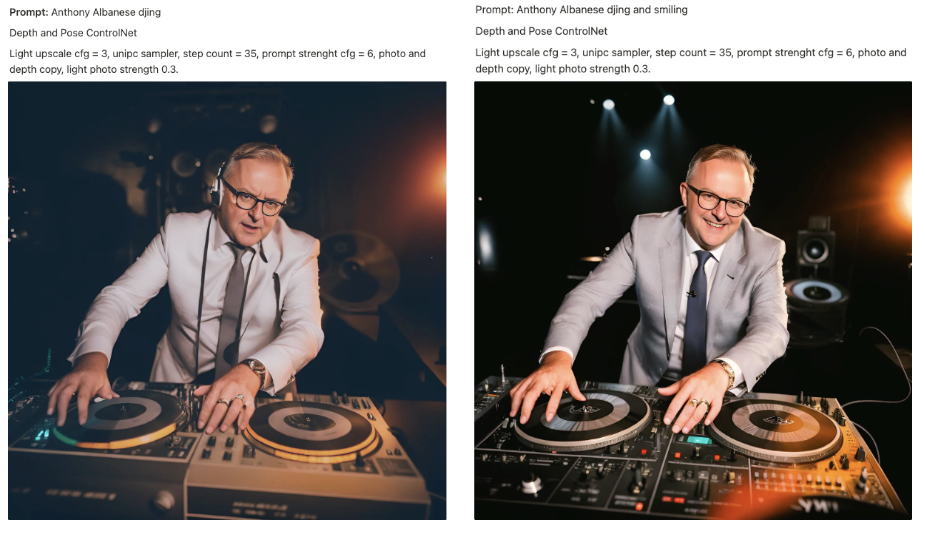 Prompt: Anthony Albanese djing
Depth and Pose ControlNet
Light upscale cfg = 3, unipc sampler, step count = 35, prompt strenght cfg = 6, photo and
depth copy, light photo strength 0.3.
Prompt: Anthony Albanese djing and smiling
Depth and Pose ControlNet
Light upscale cfg = 3, unipc sampler, step count = 35, prompt strenght cfg = 6, photo and
depth copy, light photo strength 0.3.